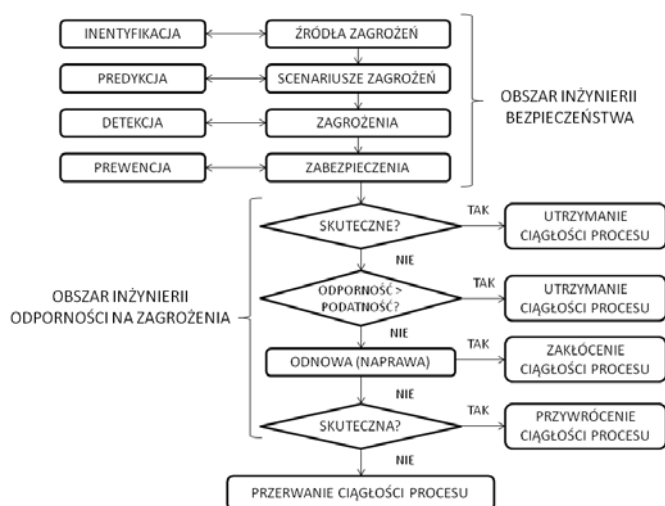 INENTYFIKACJA
ŹRÓDŁA ZAGROŻEŃ
PREDYKCJA
SCENARIUSZE ZAGROŻEŃ
DETEKCJA
ZAGROŻENIA
PREWENCJA
ZABEZPIECZENIA
OBSZAR INŻYNIERII
BEZPIECZEŃSTWA
SKUTECZNE?
TAK
UTRZYMANIE
CIĄGŁOŚCI PROCESU
NIE
OBSZAR INŻYNIERII
ODPORNOŚCI NA ZAGROŻENIA
ODPORNOŚĆ >
PODATNOŚĆ?
TAK
UTRZYMANIE
CIĄGŁOŚCI PROCESU
NIE
ODNOWA (NAPRAWA)
TAK
ZAKŁÓCENIE
CIĄGŁOŚCI PROCESU
NIE
SKUTECZNA?
TAK
PRZYWRÓCENIE
CIĄGŁOŚCI PROCESU
NIE
PRZERWANIE CIĄGŁOŚCI PROCESU